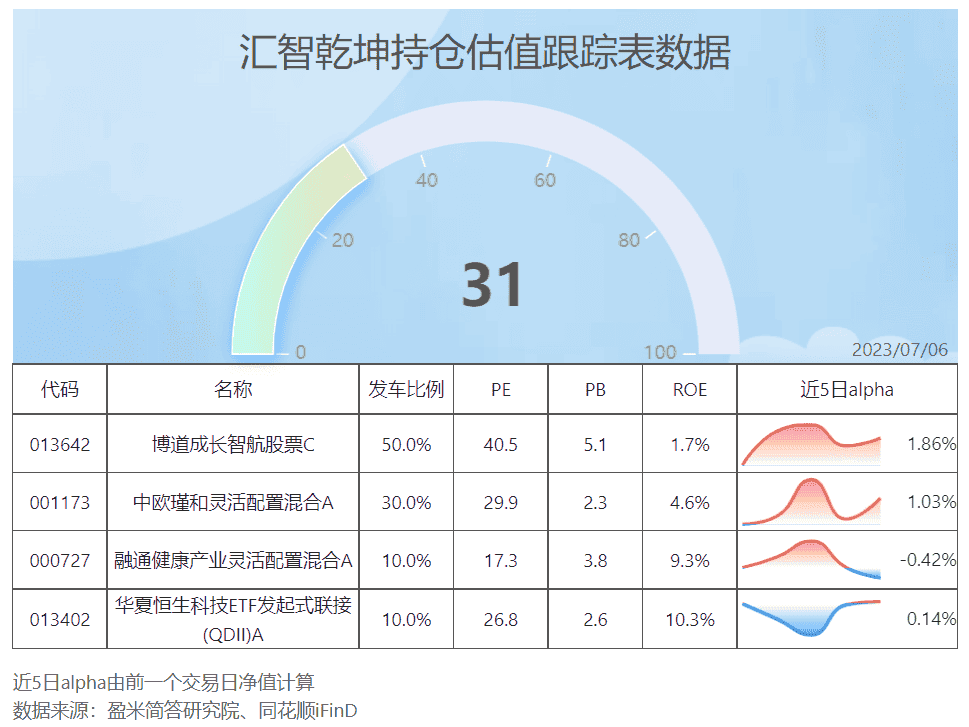 汇智乾坤持仓估值跟踪表数据
40 60
20 80
31
0 100
2023/07/06
代码 名称 发车比例 PE PB ROE 近5日alpha
013642 博道成长智航股票C 50.0% 40.5 5.1 1.7% 1.86%
001173 中欧瑾和灵活配置混合A 30.0% 29.9 2.3 4.6% 1.03%
000727 融通健康产业灵活配置混合A 10.0% 17.3 3.8 9.3% -0.42%
013402 华夏恒生科技ETF发起式联接
(QDII)A 10.0% 26.8 2.6 10.3% 0.14%
近5日alpha由前一个交易日净值计算
数据来源：盈米简答研究院、同花顺iFinD